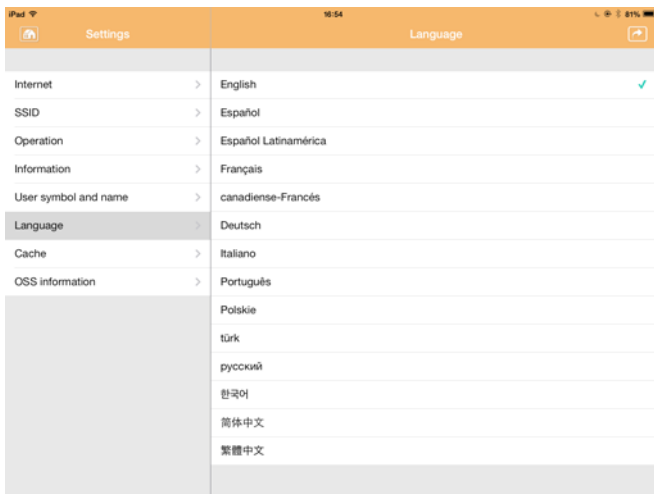 iPad 16:54 81%
Settings
Language
Internet
SSID
Operation
Information
User symbol and name
Language
Cache
OSS information
English
Español
Español Latinamérica
Français
canadiense-Francés
Deutsch
Italiano
Português
Polskie
türk
русский
한국어
简体中文
繁體中文